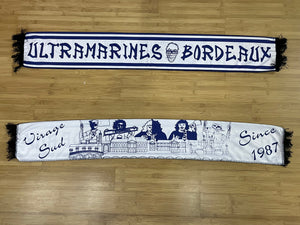 ULTRAMARINES BORDEAUX
Virage Sud
Since 1987